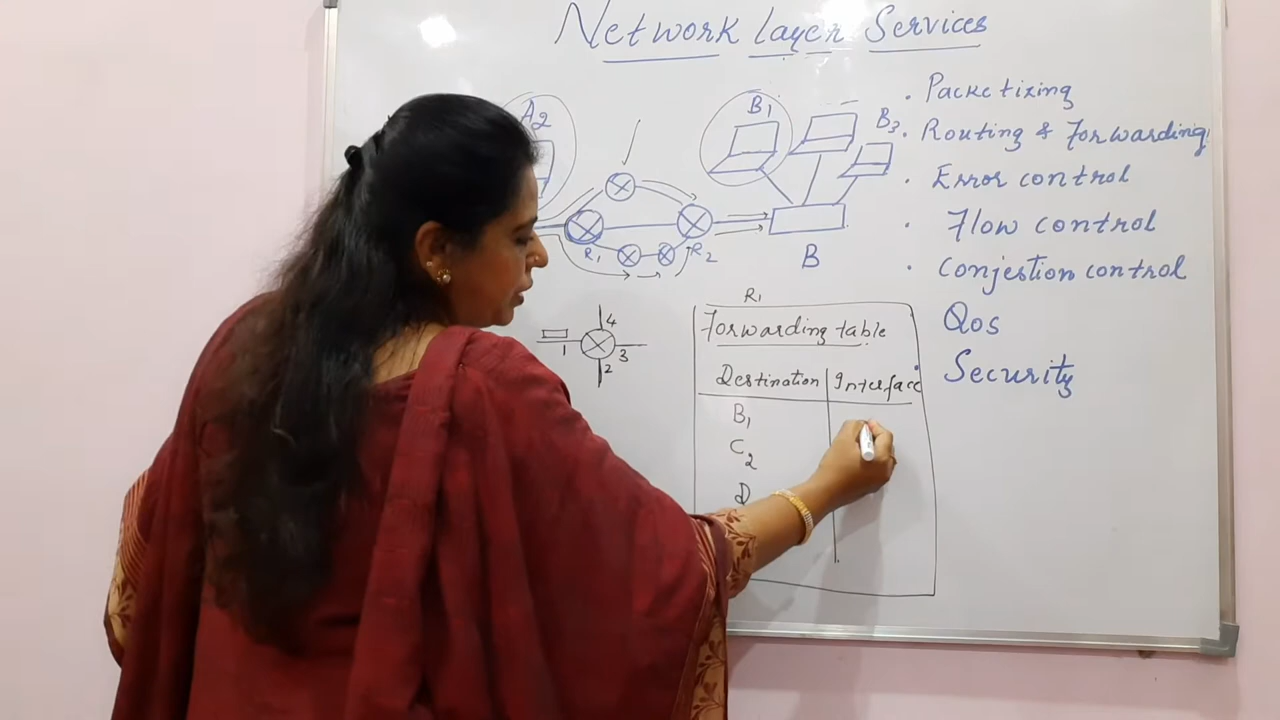 Network layer Services
A2
B1
B3
R1
R2
B
. Packetizing
. Routing & Forwarding
. Error control
. Flow control
. Conjestion control
Qos
Security
4
1
3
2
R1
Forwarding table
Destination Interface
B1
C2
D